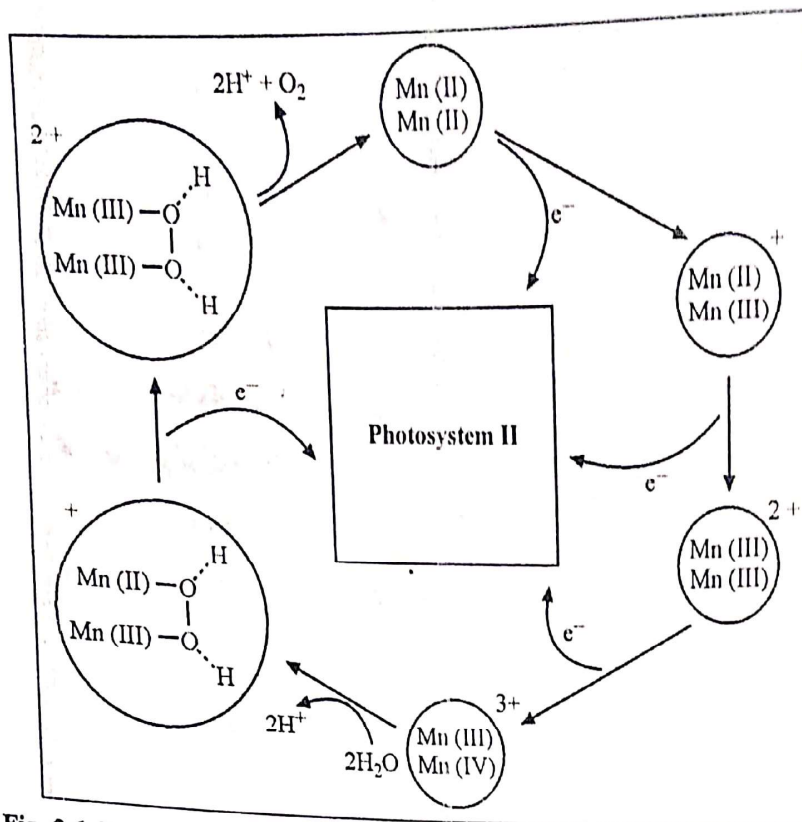 2H⁺ + O₂
Mn (II)
Mn (II)
e⁻
+
Mn (II)
Mn (III)
e⁻
2 +
Mn (III)
Mn (III)
e⁻
3+
Mn (III)
Mn (IV)
2H₂O
2H⁺
+
H
Mn (II) — O
Mn (III) — O
H
e⁻
2 +
H
Mn (III) — O
Mn (III) — O
H
Photosystem II